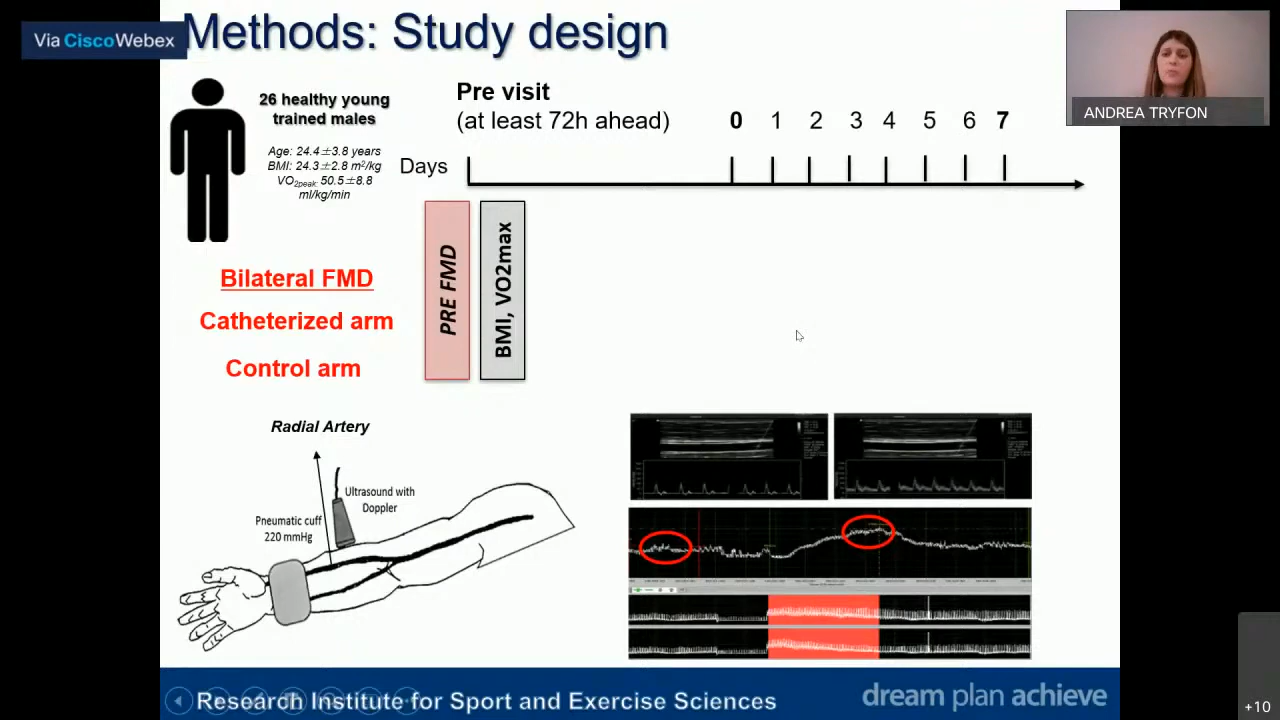 Via CiscoWebex
Methods: Study design
ANDREA TRYFON
26 healthy young
trained males
Age: 24.4±3.8 years
BMI: 24.3±2.8 m²/kg
VO2peak: 50.5±8.8
ml/kg/min
Pre visit
(at least 72h ahead)
0 1 2 3 4 5 6 7
Days
PRE FMD
BMI, VO2max
Bilateral FMD
Catheterized arm
Control arm
Radial Artery
Ultrasound with
Doppler
Pneumatic cuff
220 mmHg
Research Institute for Sport and Exercise Sciences
dream plan achieve
+10